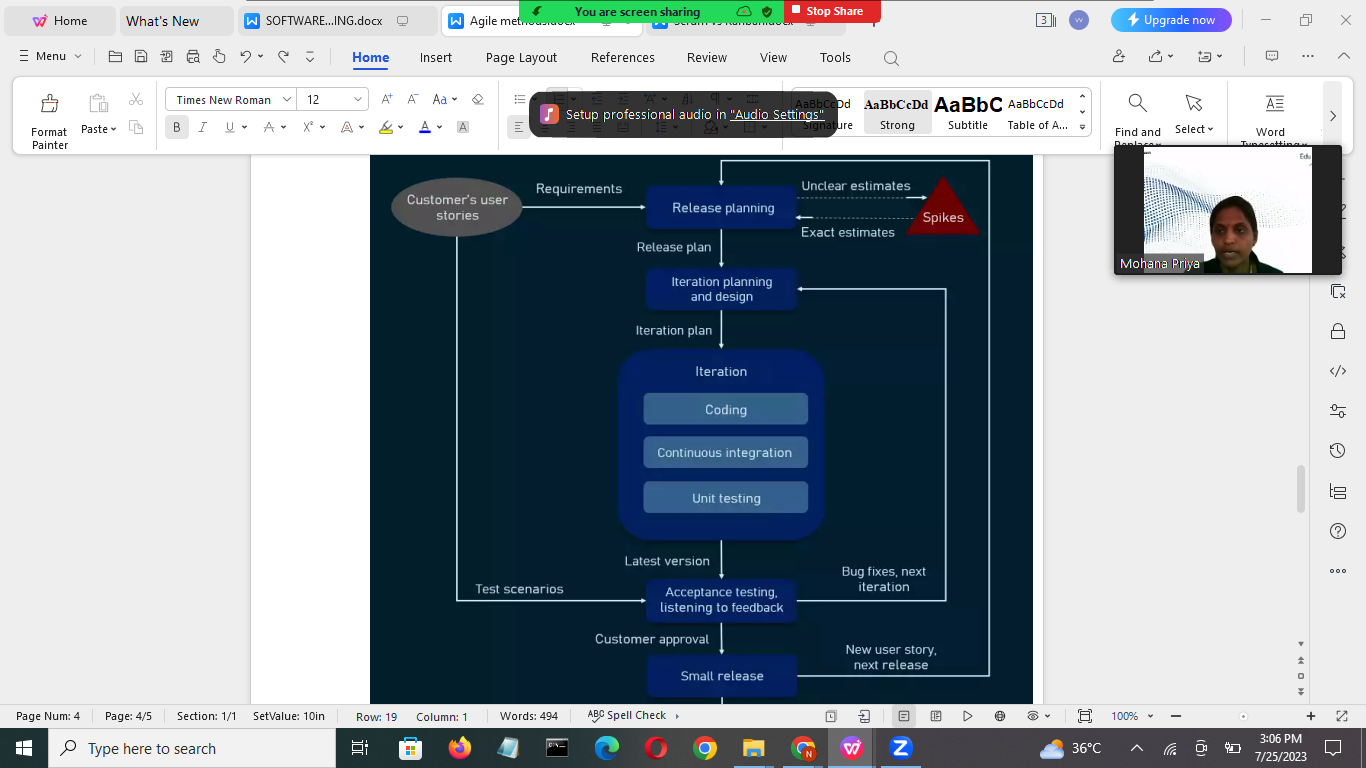 You are screen sharing
Stop Share
Home
What's New
SOFTWARE...ING.docx
3
W
Upgrade now
Menu
Home
Insert
Page Layout
References
Review
View
Tools
Format
Painter
Paste
Times New Roman
12
Setup professional audio in "Audio Settings"
AaBbCcDd
AaBbC
AaBbCcDd
Signature
Strong
Subtitle
Table of A...
Find and
Replace
Select
Word
Mohana Priya
Customer's user
stories
Requirements
Release planning
Unclear estimates
Exact estimates
Spikes
Release plan
Iteration planning
and design
Iteration plan
Iteration
Coding
Continuous integration
Unit testing
Latest version
Test scenarios
Acceptance testing,
listening to feedback
Bug fixes, next
iteration
Customer approval
Small release
New user story,
next release
Page Num: 4
Page: 4/5
Section: 1/1
SetValue: 10in
Row: 19
Column: 1
Words: 494
Spell Check
100%
Type here to search
36°C
3:06 PM
7/25/2023